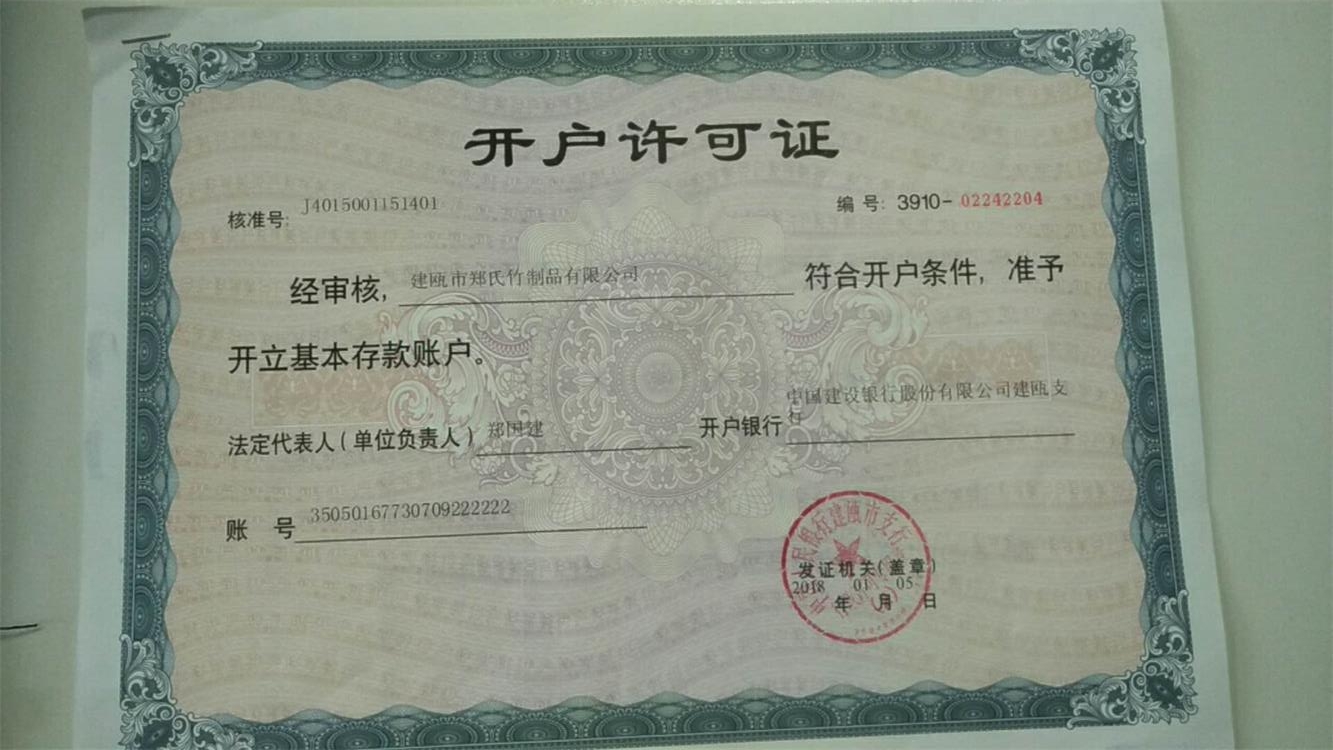 开户许可证
核准号: J4015001151401 编号: 3910-02242204
经审核, 建瓯市郑氏竹制品有限公司 符合开户条件, 准予
开立基本存款账户。
法定代表人(单位负责人) 郑国建 开户银行 中国建设银行股份有限公司建瓯支
行
账 号 35050167730709222222
发证机关(盖章)
2018 01 05
年 月 日